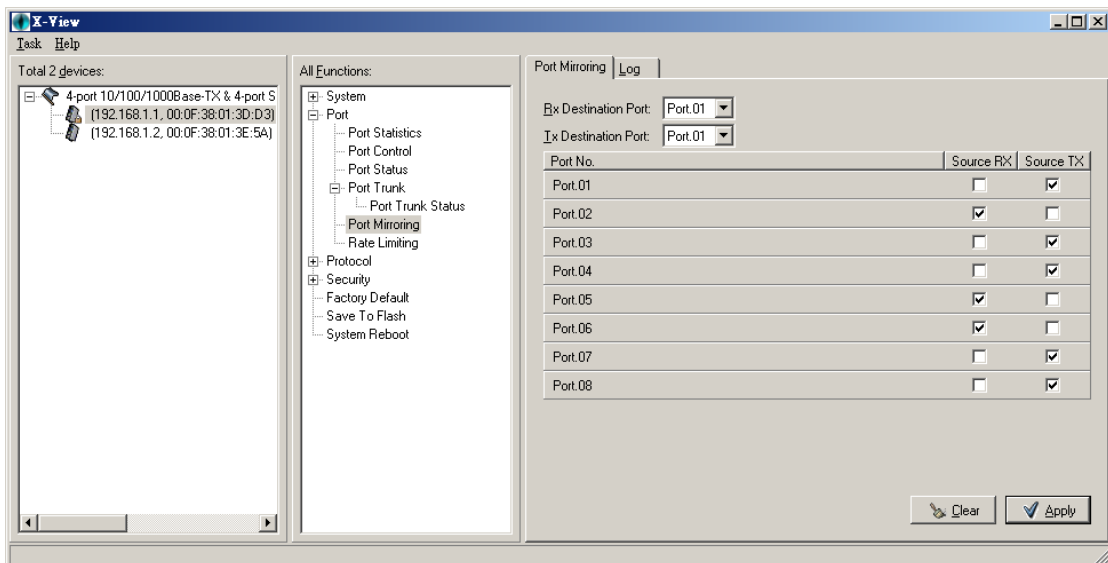 X-View
Task Help
Total 2 devices:
4-port 10/100/1000Base-TX & 4-port S
(192.168.1.1, 00:0F:38:01:3D:D3)
(192.168.1.2, 00:0F:38:01:3E:5A)
All Functions:
System
Port
Port Statistics
Port Control
Port Status
Port Trunk
Port Trunk Status
Port Mirroring
Rate Limiting
Protocol
Security
Factory Default
Save To Flash
System Reboot
Port Mirroring Log
Rx Destination Port: Port.01
Tx Destination Port: Port.01
Port No. Source RX Source TX
Port.01
Port.02
Port.03
Port.04
Port.05
Port.06
Port.07
Port.08
Clear Apply